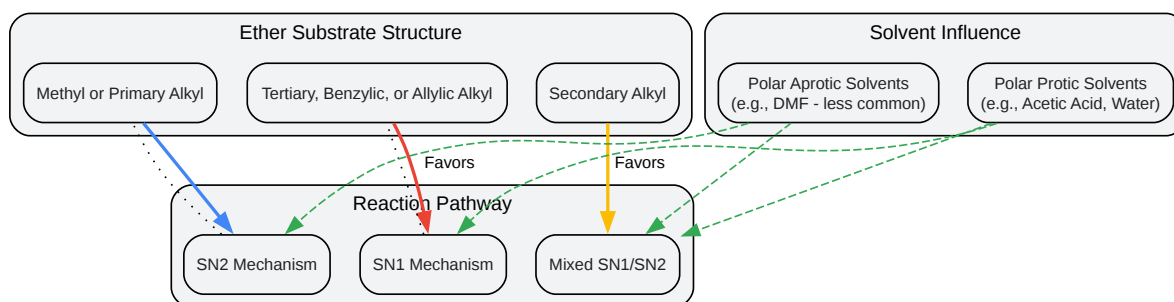 Ether Substrate Structure
Solvent Influence
Methyl or Primary Alkyl
Tertiary, Benzylic, or Allylic Alkyl
Secondary Alkyl
Polar Aprotic Solvents
(e.g., DMF - less common)
Polar Protic Solvents
(e.g., Acetic Acid, Water)
Favors
Favors
Reaction Pathway
SN2 Mechanism
SN1 Mechanism
Mixed SN1/SN2